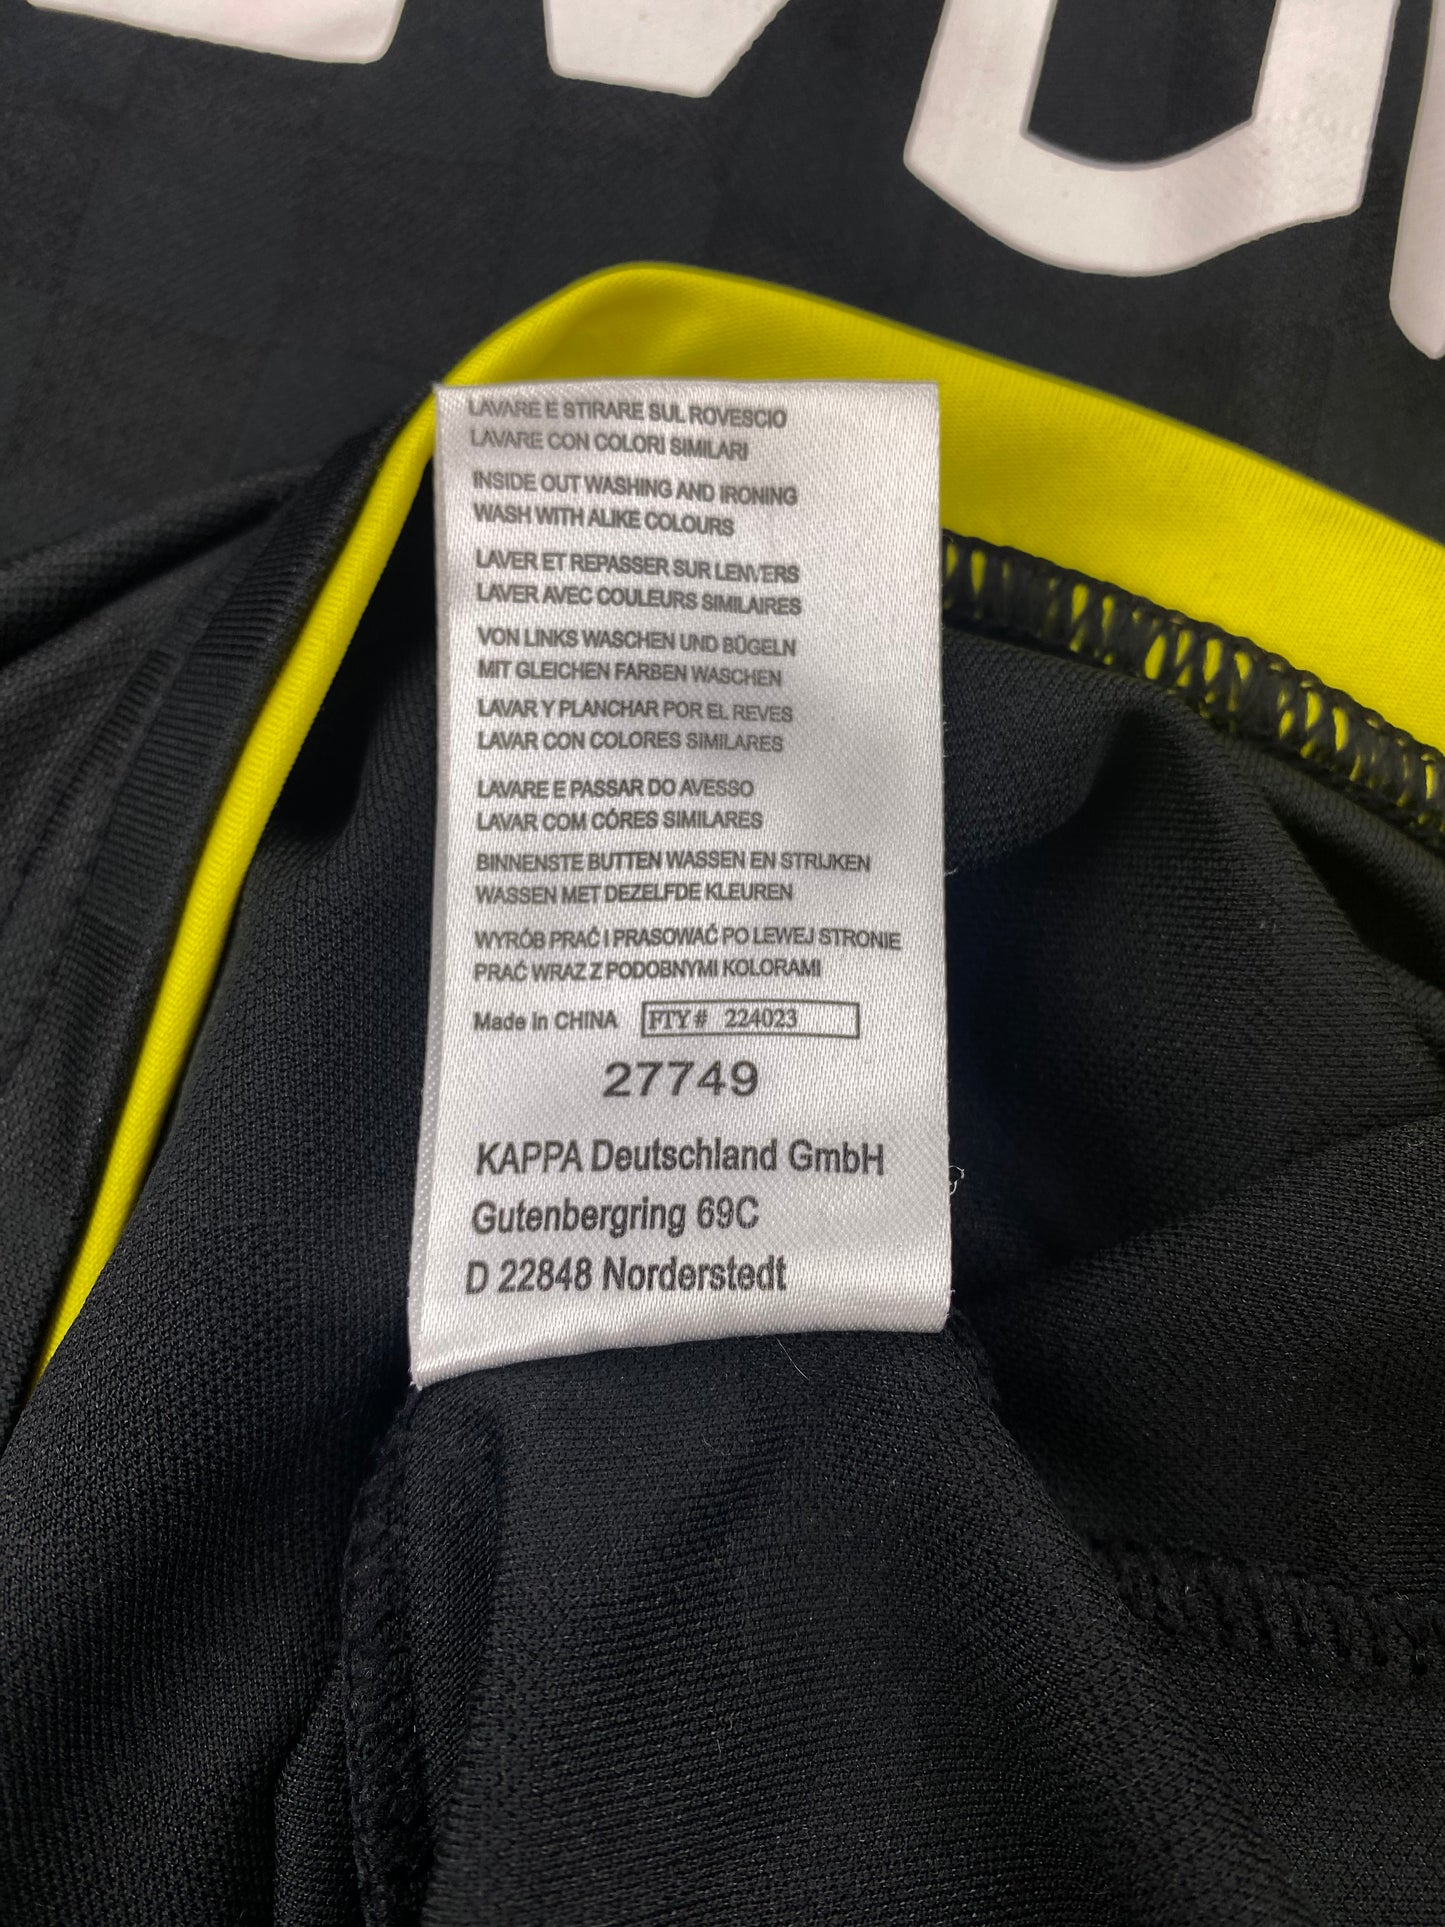 LAVARE E STIRARE SUL ROVESCIO
LAVARE CON COLORI SIMILARI
INSIDE OUT WASHING AND IRONING
WASH WITH ALIKE COLOURS
LAVER ET REPASSER SUR LENVERS
LAVER AVEC COULEURS SIMILAIRES
VON LINKS WASCHEN UND BÜGELN
MIT GLEICHEN FARBEN WASCHEN
LAVAR Y PLANCHAR POR EL REVES
LAVAR CON COLORES SIMILARES
LAVARE E PASSAR DO AVESSO
LAVAR COM CÓRES SIMILARES
BINNENSTE BUTTEN WASSEN EN STRIJKEN
WASSEN MET DEZELFDE KLEUREN
WYRÓB PRAĆ I PRASOWAĆ PO LEWEJ STRONIE
PRAĆ WRAZ Z PODOBNYMI KOLORAMI
Made in CHINA FTY# 224023
27749
KAPPA Deutschland GmbH
Gutenbergring 69C
D 22848 Norderstedt